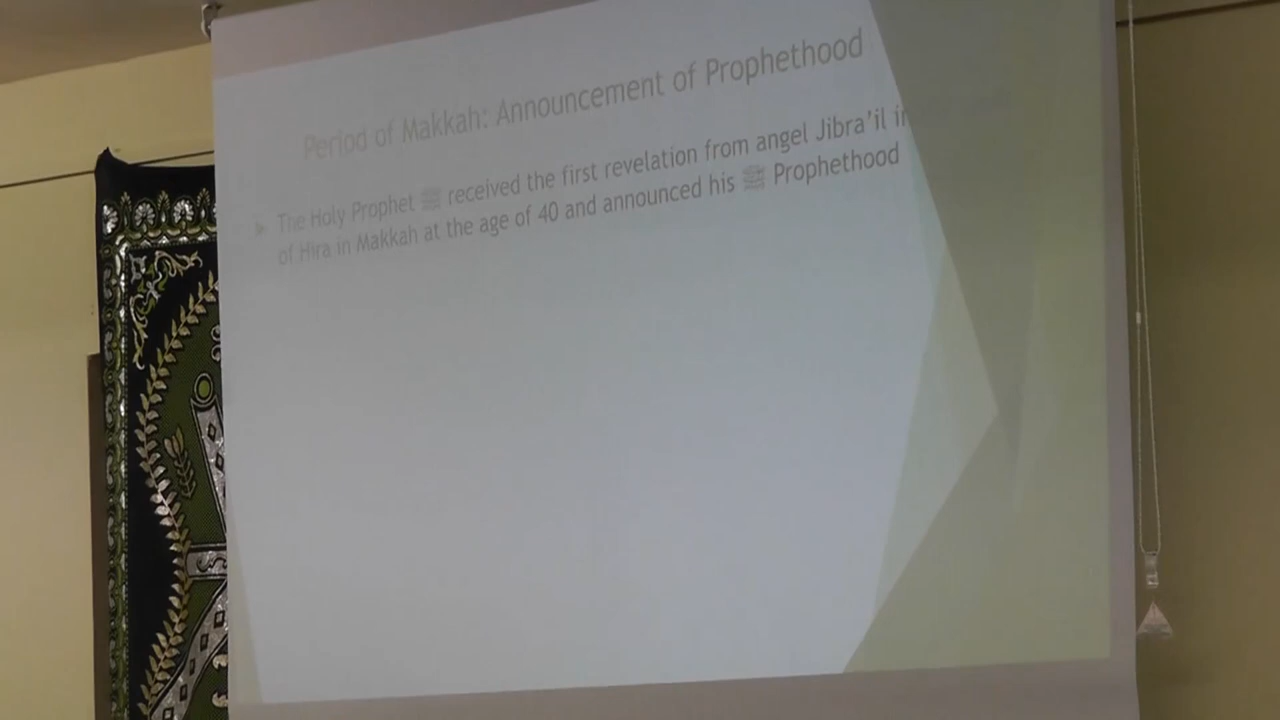 Period of Makkah: Announcement of Prophethood
The Holy Prophet ﷺ received the first revelation from angel Jibra'il in
of Hira in Makkah at the age of 40 and announced his ﷺ Prophethood